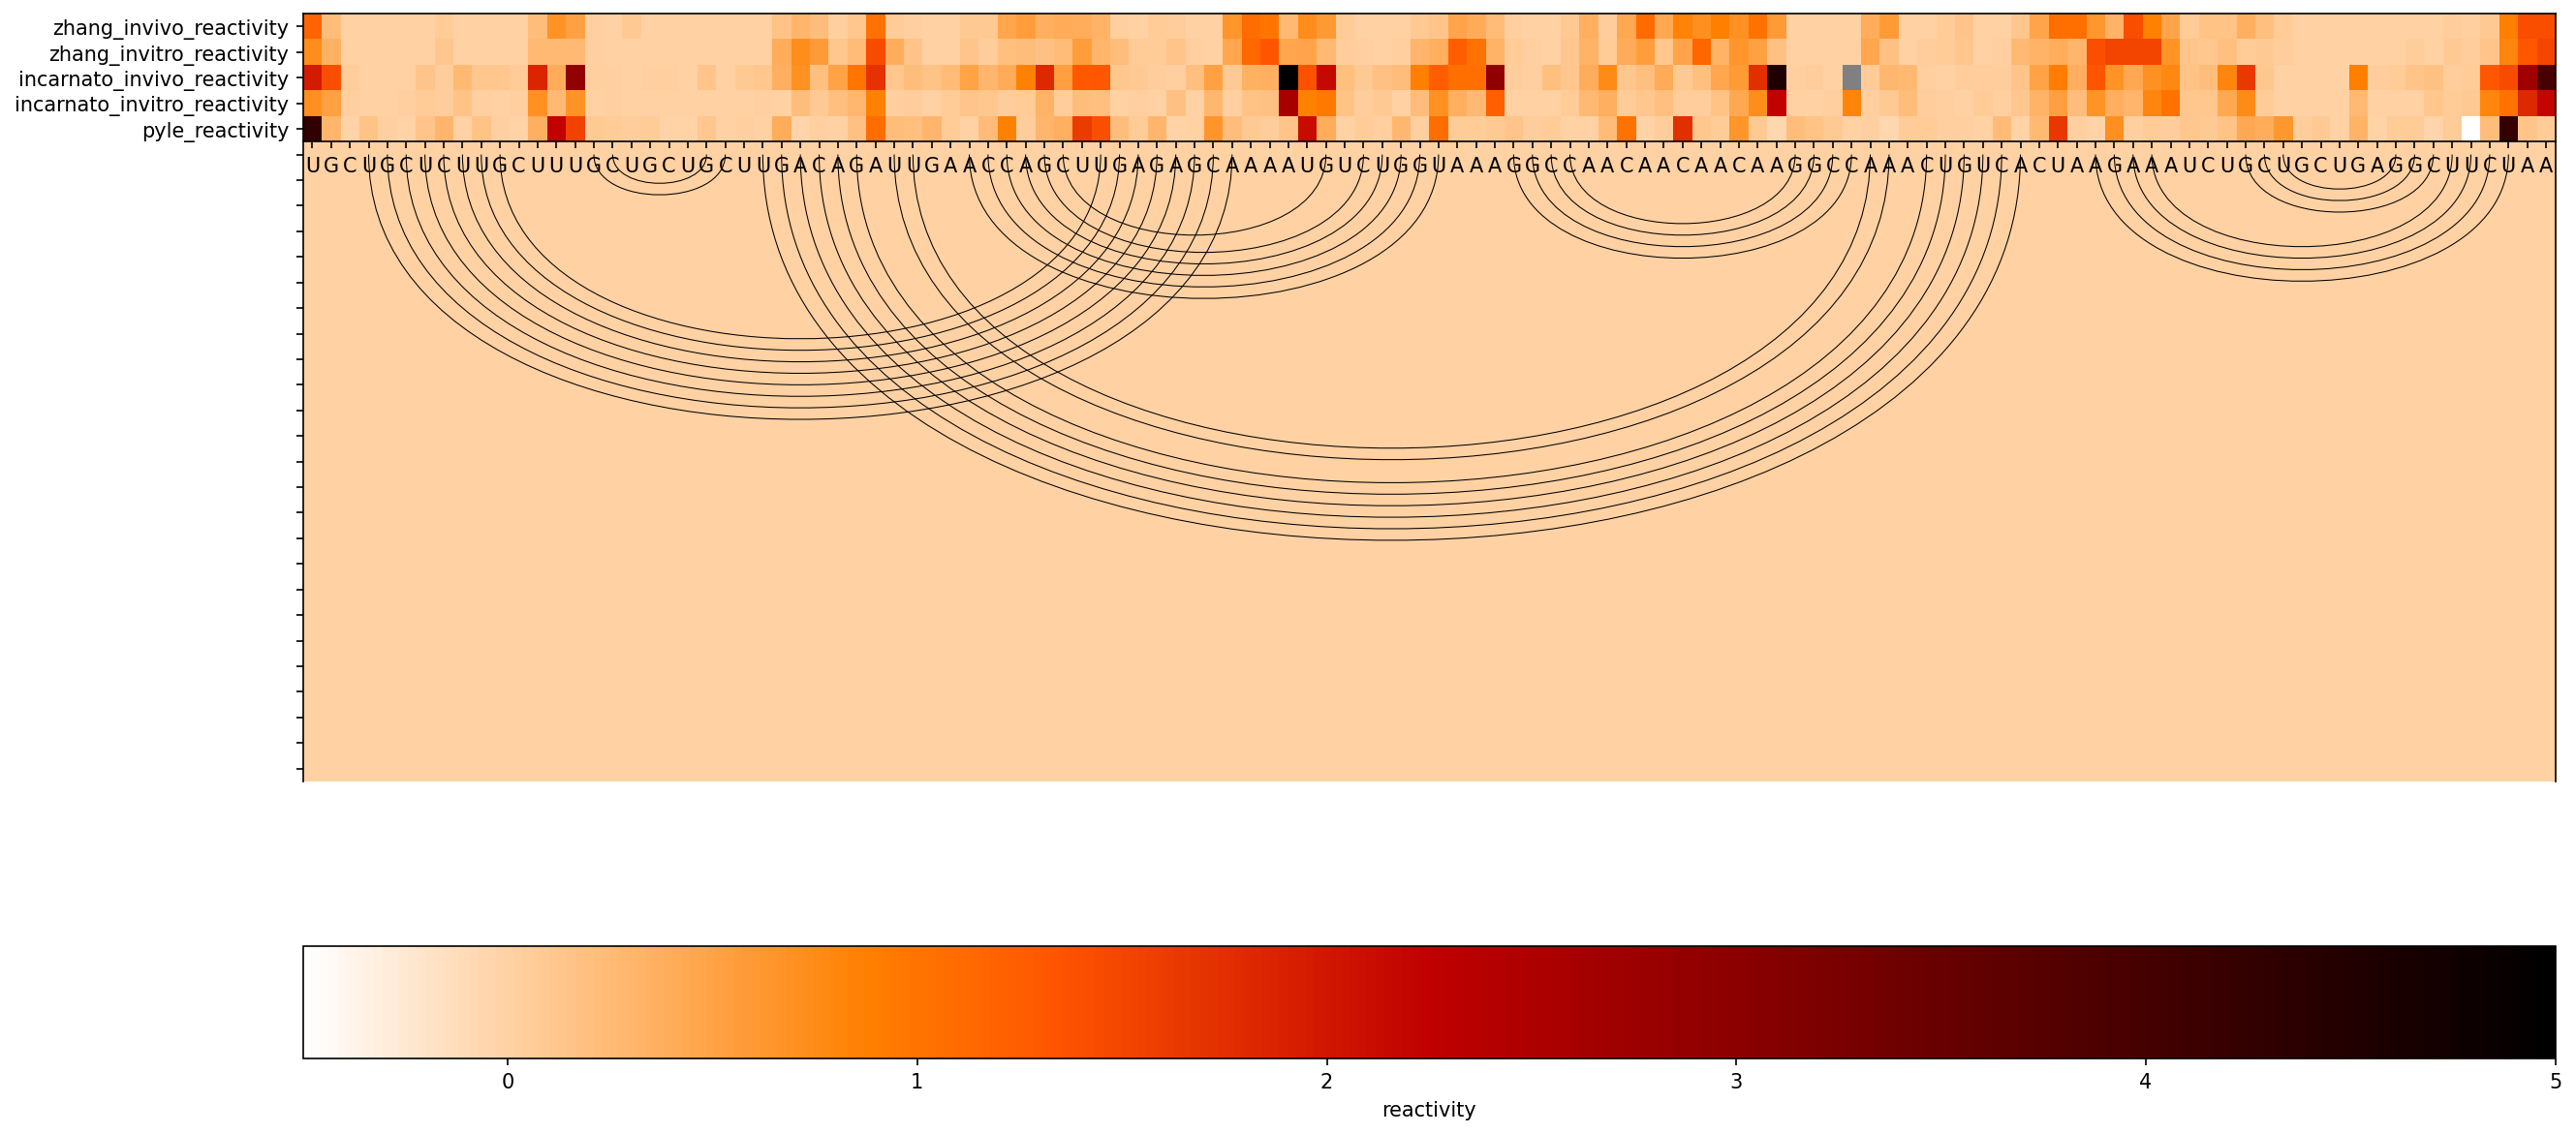 zhang_invivo_reactivity
zhang_invitro_reactivity
incarnato_invivo_reactivity
incarnato_invitro_reactivity
pyle_reactivity
UGCUGCUCUUGCUUUGCUGCUGCUUGACAGAUUGAACCAGCUUGAGAGCAAAAUGUCUGGUAAAGGCCAACAACAACAAGGCCAAACUGUCACUAAGAAAUCUGCUGCUGAGGCUUCUAA
0 1 2 3 4 5
reactivity